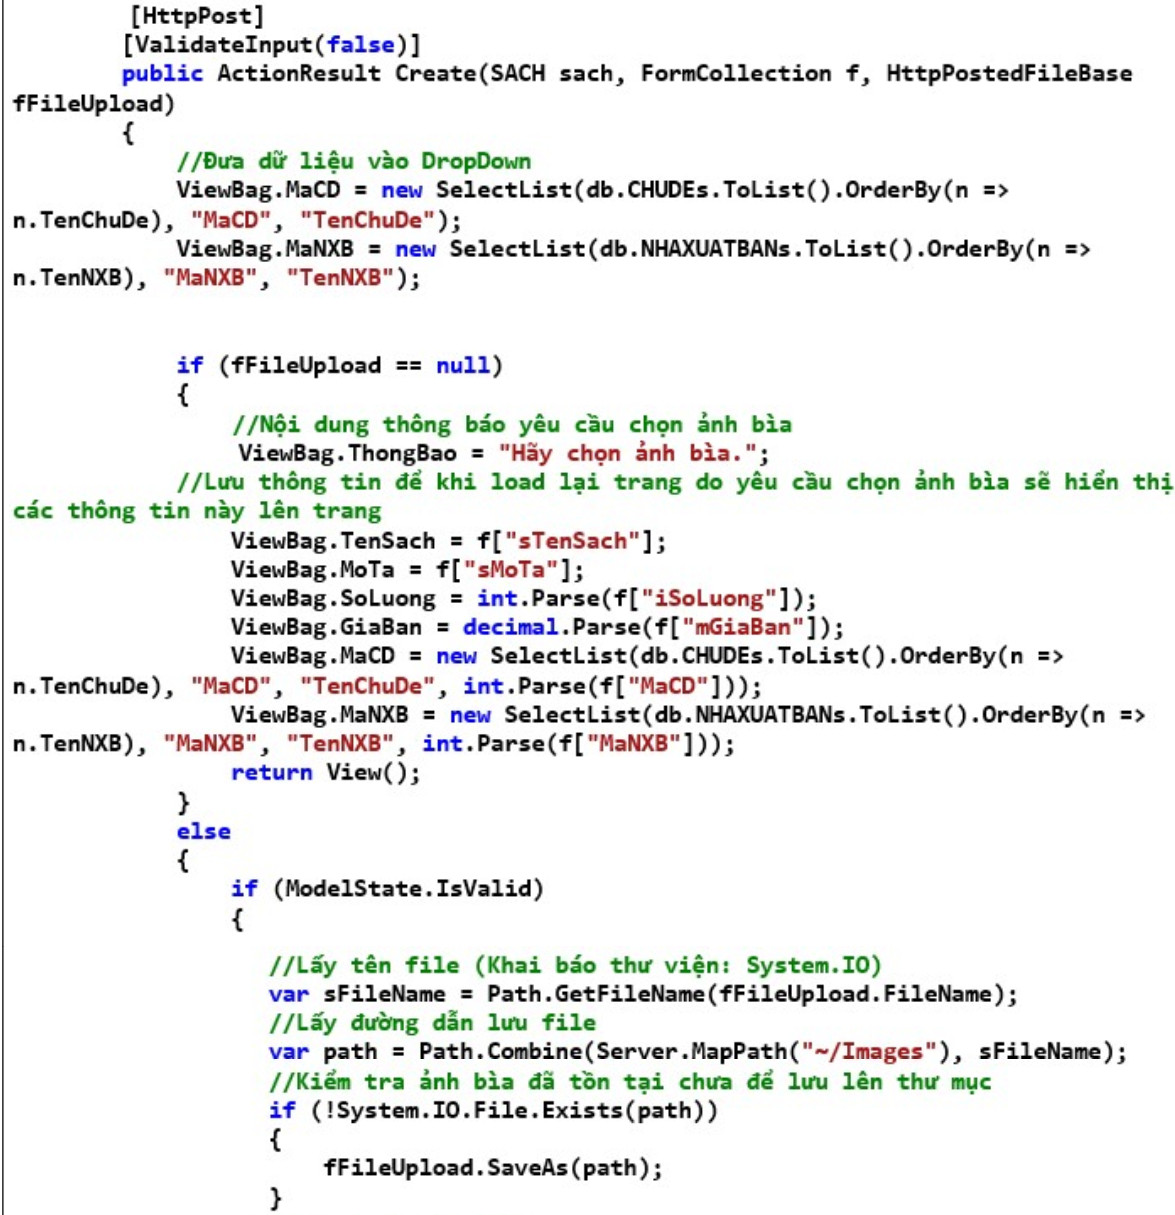 [HttpPost]
[ValidateInput(false)]
public ActionResult Create(SACH sach, FormCollection f, HttpPostedFileBase
fFileUpload)
{
//Đưa dữ liệu vào DropDown
ViewBag.MaCD = new SelectList(db.CHUDEs.ToList().OrderBy(n =>
n.TenChuDe), "MaCD", "TenChuDe");
ViewBag.MaNXB = new SelectList(db.NHAXUATBANs.ToList().OrderBy(n =>
n.TenNXB), "MaNXB", "TenNXB");
if (fFileUpload == null)
{
//Nội dung thông báo yêu cầu chọn ảnh bìa
ViewBag.ThongBao = "Hãy chọn ảnh bìa.";
//Lưu thông tin để khi load lại trang do yêu cầu chọn ảnh bìa sẽ hiển thị
các thông tin này lên trang
ViewBag.TenSach = f["sTenSach"];
ViewBag.MoTa = f["sMoTa"];
ViewBag.SoLuong = int.Parse(f["iSoLuong"]);
ViewBag.GiaBan = decimal.Parse(f["mGiaBan"]);
ViewBag.MaCD = new SelectList(db.CHUDEs.ToList().OrderBy(n =>
n.TenChuDe), "MaCD", "TenChuDe", int.Parse(f["MaCD"]));
ViewBag.MaNXB = new SelectList(db.NHAXUATBANs.ToList().OrderBy(n =>
n.TenNXB), "MaNXB", "TenNXB", int.Parse(f["MaNXB"]));
return View();
}
else
{
if (ModelState.IsValid)
{
//Lấy tên file (Khai báo thư viện: System.IO)
var sFileName = Path.GetFileName(fFileUpload.FileName);
//Lấy đường dẫn lưu file
var path = Path.Combine(Server.MapPath("~/Images"), sFileName);
//Kiểm tra ảnh bìa đã tồn tại chưa để lưu lên thư mục
if (!System.IO.File.Exists(path))
{
fFileUpload.SaveAs(path);
}